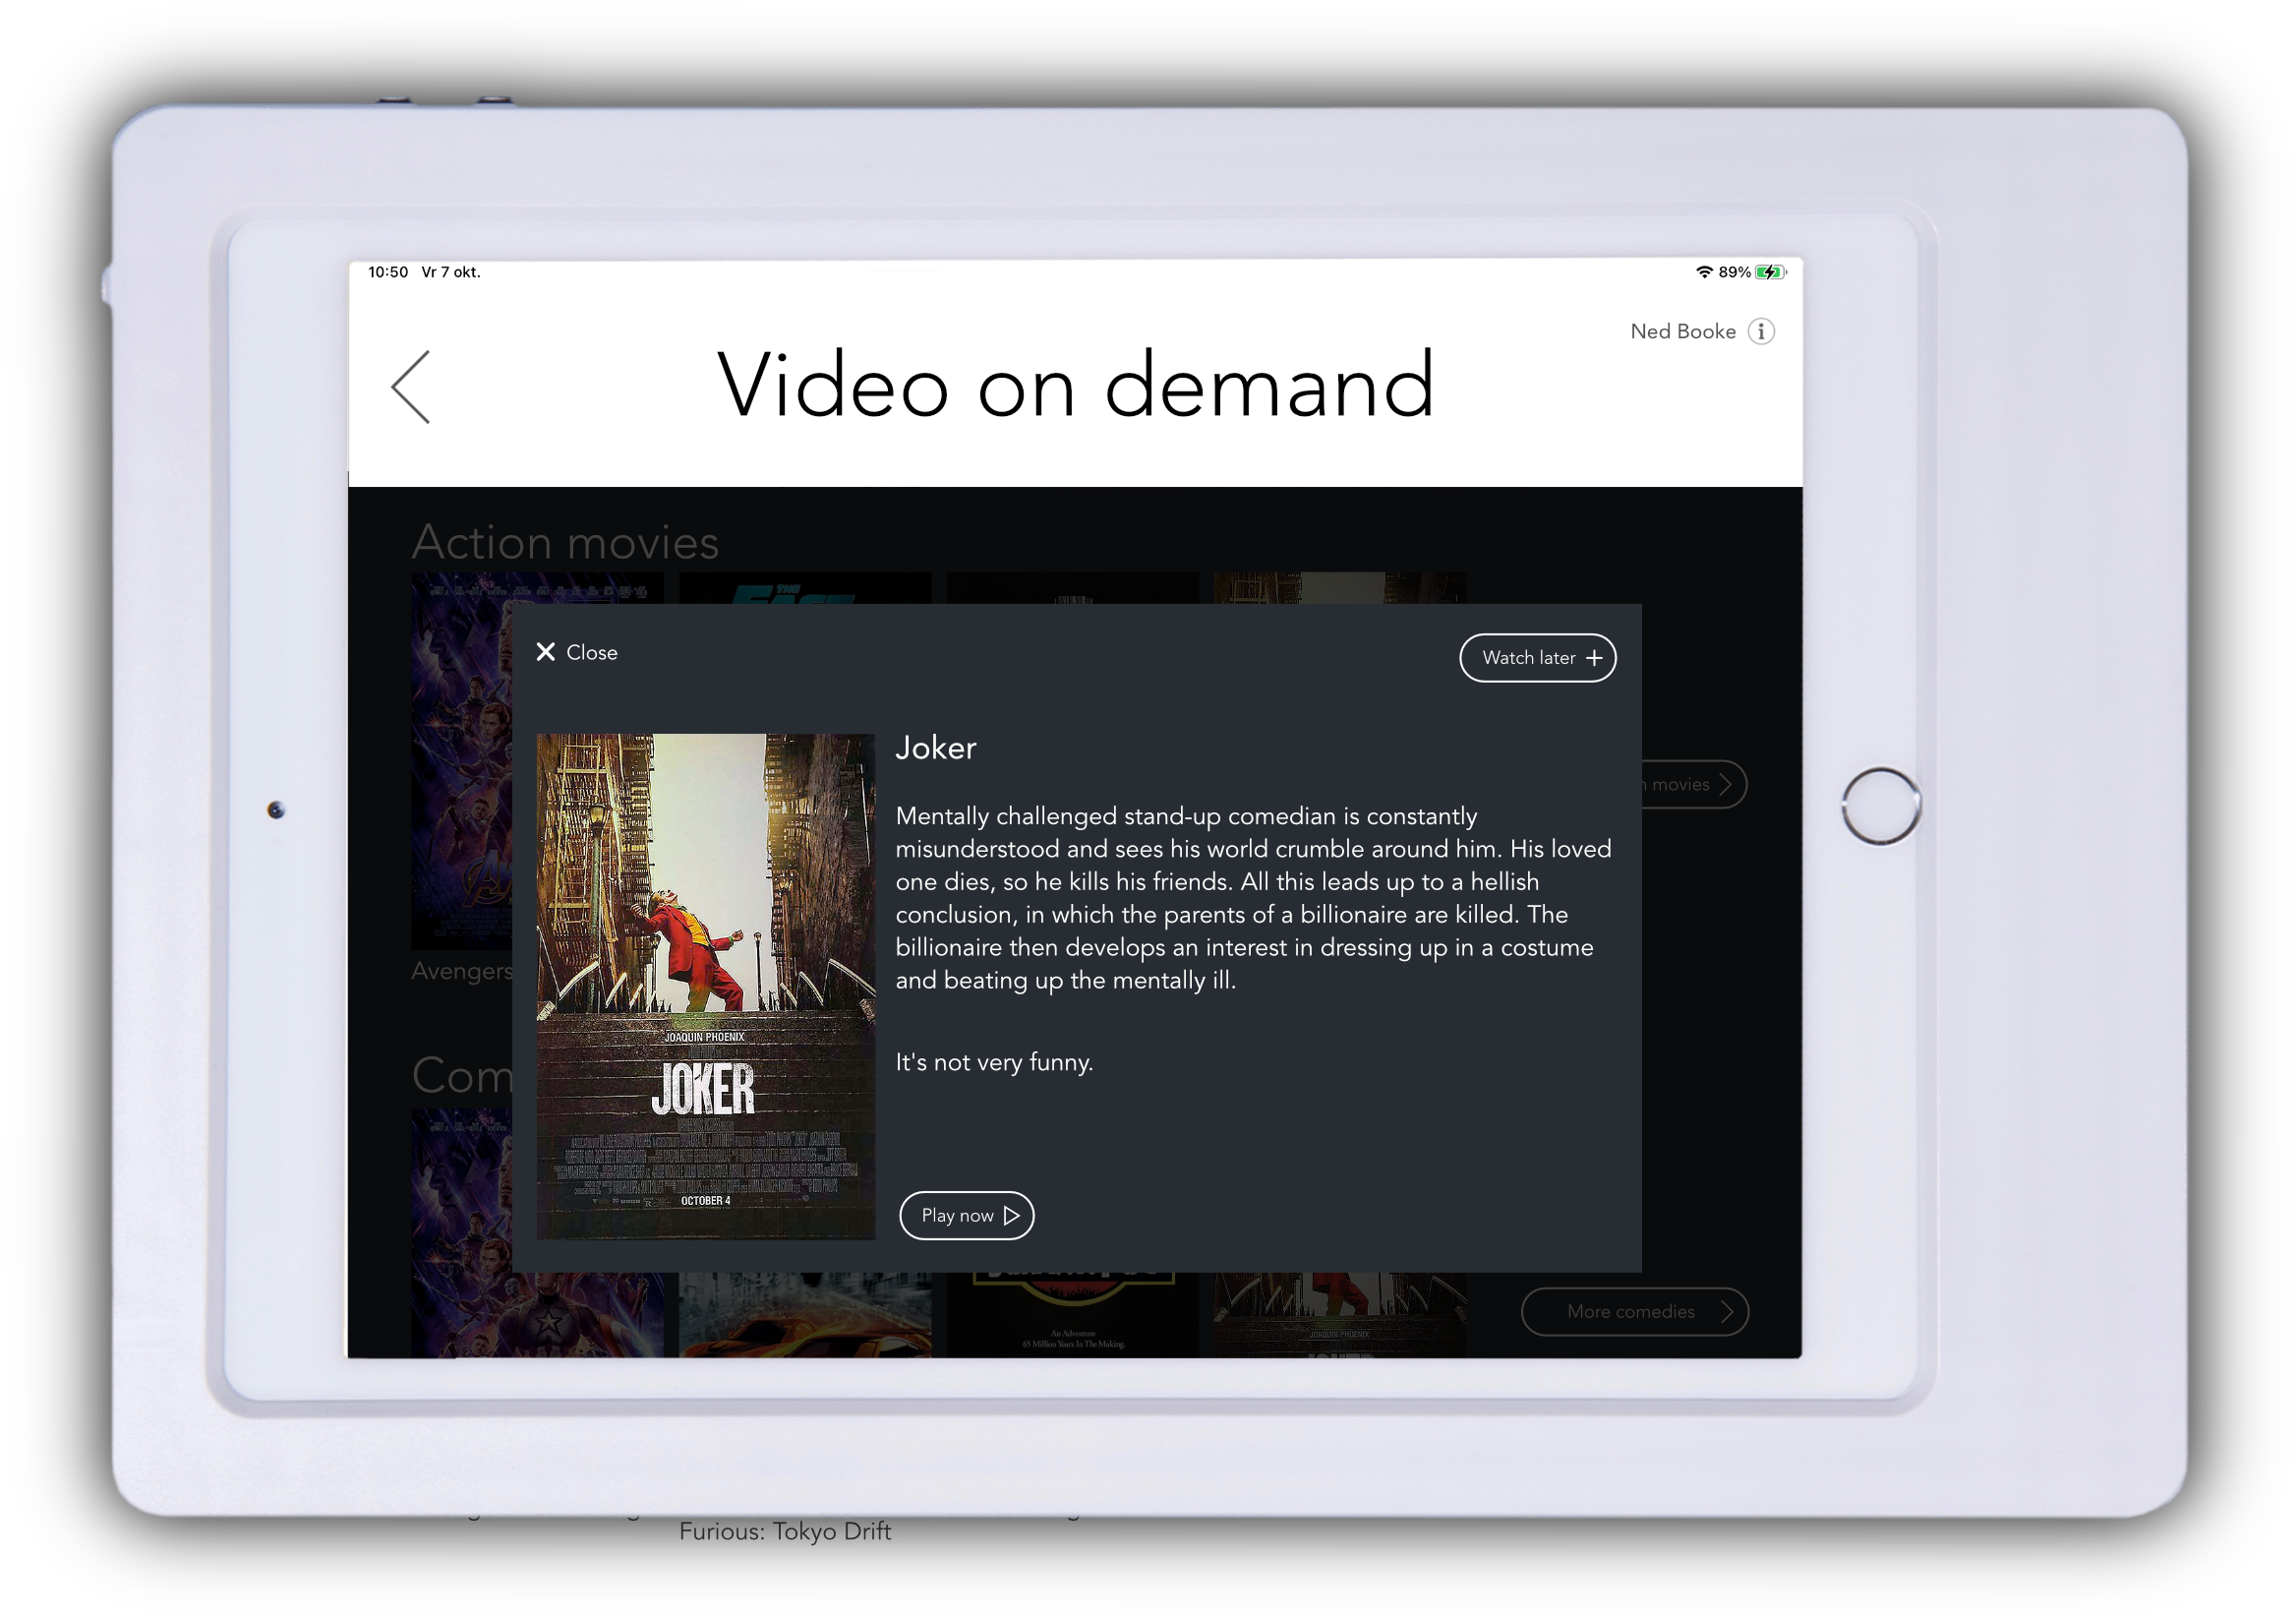 10:50 Vr 7 okt.
89%
Ned Booke
Video on demand
Action movies
THE
Close
Watch later
Joker
Mentally challenged stand-up comedian is constantly
misunderstood and sees his world crumble around him. His loved
one dies, so he kills his friends. All this leads up to a hellish
conclusion, in which the parents of a billionaire are killed. The
billionaire then develops an interest in dressing up in a costume
and beating up the mentally ill.
It's not very funny.
Play now
movies
Avengers
Com
JOAQUIN PHOENIX
JOKER
OCTOBER 4
An Adventure
65 Million Years In The Making.
JOAQUIN PHOENIX
More comedies
Furious: Tokyo Drift